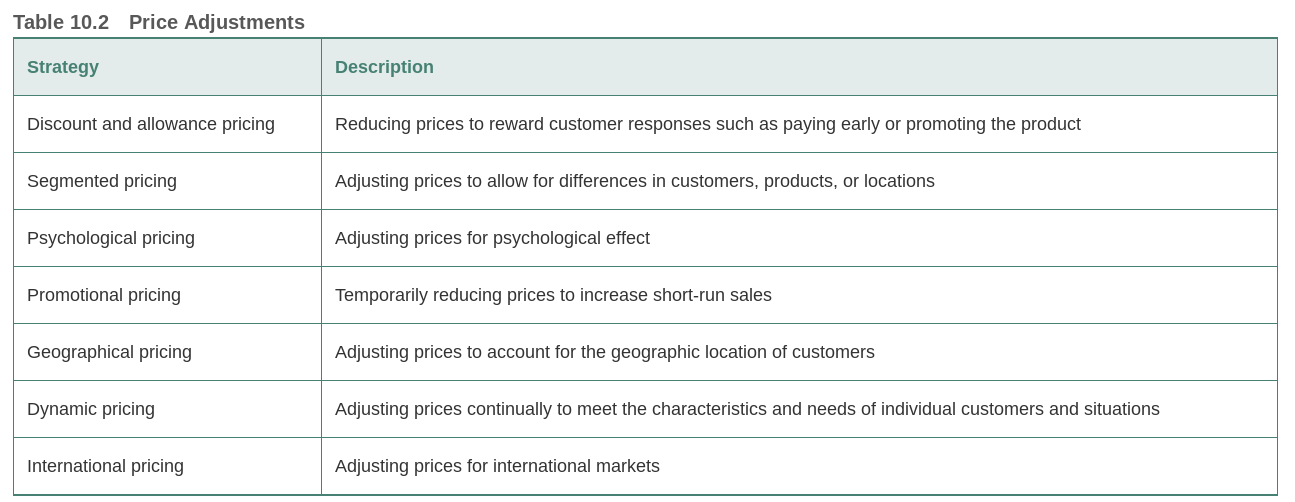 Table 10.2 Price Adjustments
Strategy Description
Discount and allowance pricing Reducing prices to reward customer responses such as paying early or promoting the product
Segmented pricing Adjusting prices to allow for differences in customers, products, or locations
Psychological pricing Adjusting prices for psychological effect
Promotional pricing Temporarily reducing prices to increase short-run sales
Geographical pricing Adjusting prices to account for the geographic location of customers
Dynamic pricing Adjusting prices continually to meet the characteristics and needs of individual customers and situations
International pricing Adjusting prices for international markets